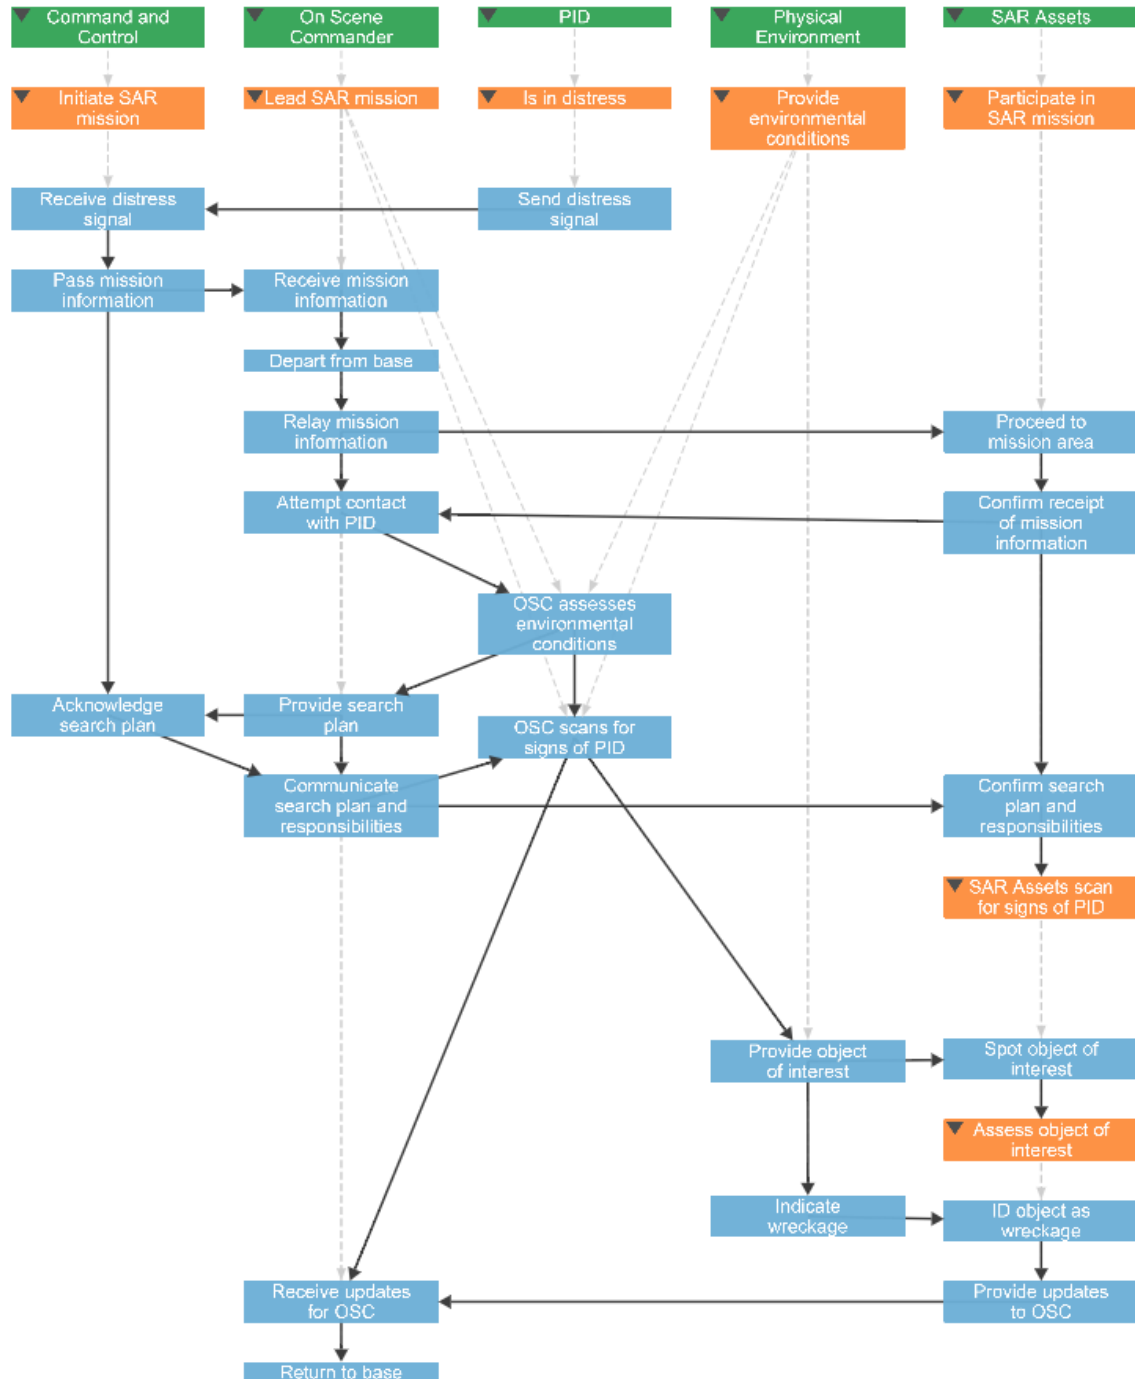 Command and
Control
On Scene
Commander
PID
Physical
Environment
SAR Assets
Initiate SAR
mission
Lead SAR mission
Is in distress
Provide
environmental
conditions
Participate in
SAR mission
Receive distress
signal
Send distress
signal
Pass mission
information
Receive mission
information
Depart from base
Relay mission
information
Proceed to
mission area
Attempt contact
with PID
Confirm receipt
of mission
information
OSC assesses
environmental
conditions
Acknowledge
search plan
Provide search
plan
OSC scans for
signs of PID
Communicate
search plan and
responsibilities
Confirm search
plan and
responsibilities
SAR Assets scan
for signs of PID
Provide object
of interest
Spot object of
interest
Assess object of
interest
Indicate
wreckage
ID object as
wreckage
Receive updates
for OSC
Provide updates
to OSC
Return to base